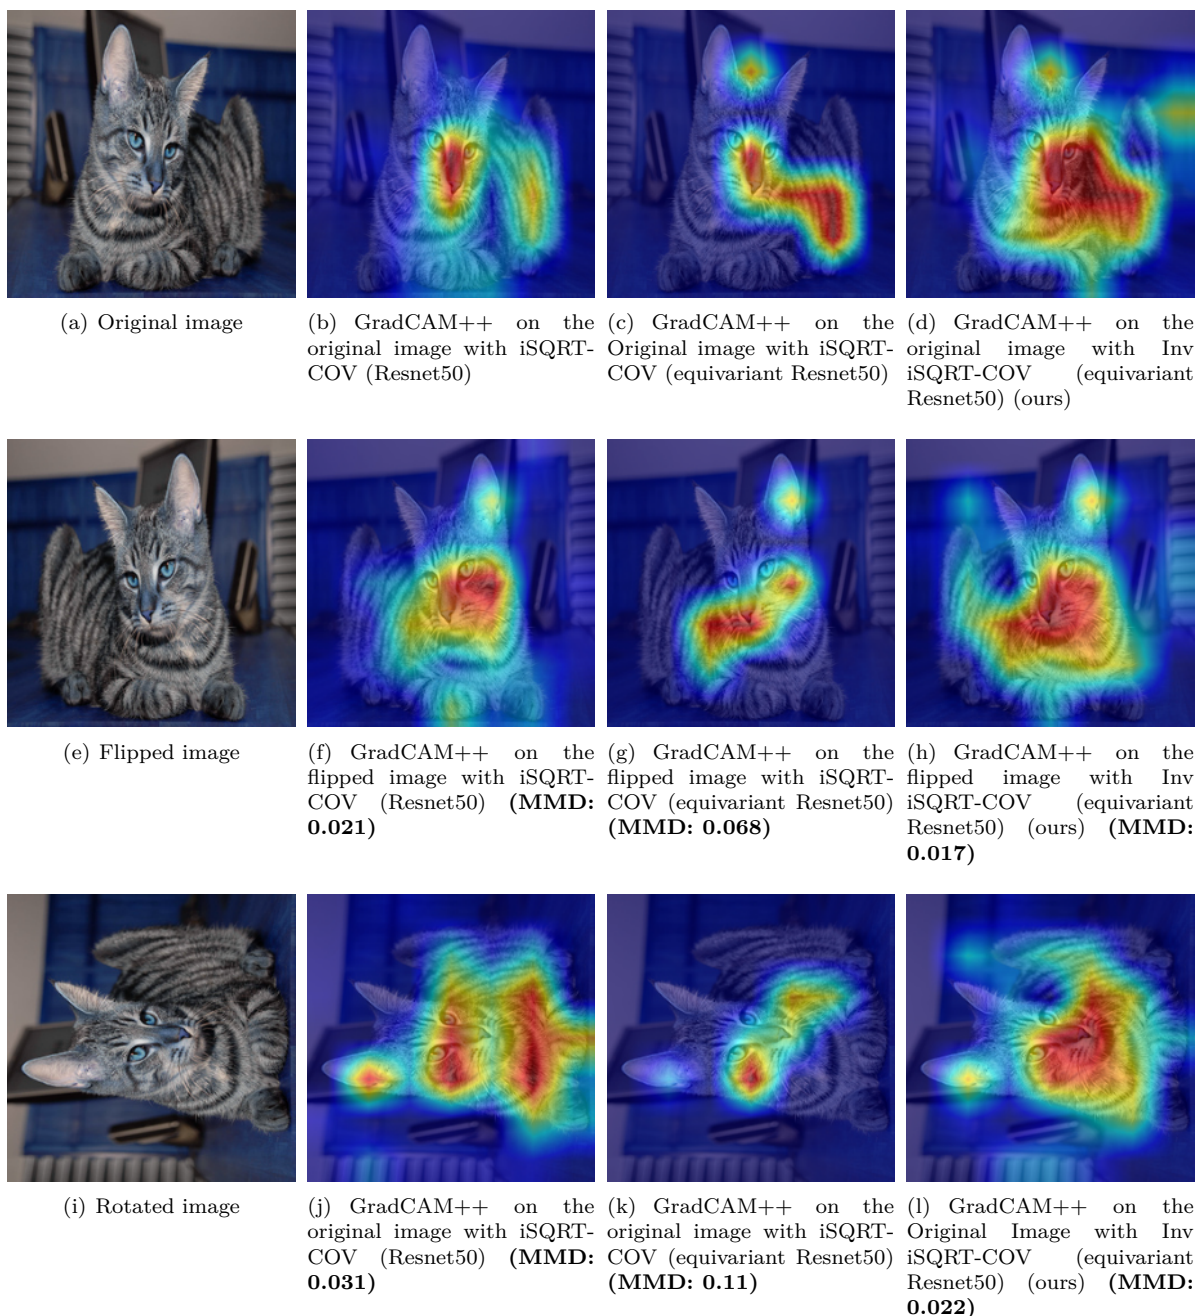 (a) Original image
(b) GradCAM++ on the
original image with iSQRT-
COV (Resnet50)
(c) GradCAM++ on the
Original image with iSQRT-
COV (equivariant Resnet50)
(d) GradCAM++ on the
original image with Inv
iSQRT-COV (equivariant
Resnet50) (ours)
(e) Flipped image
(f) GradCAM++ on the
flipped image with iSQRT-
COV (Resnet50) (MMD:
0.021)
(g) GradCAM++ on the
flipped image with iSQRT-
COV (equivariant Resnet50)
(MMD: 0.068)
(h) GradCAM++ on the
flipped image with Inv
iSQRT-COV (equivariant
Resnet50) (ours) (MMD:
0.017)
(i) Rotated image
(j) GradCAM++ on the
original image with iSQRT-
COV (Resnet50) (MMD:
0.031)
(k) GradCAM++ on the
original image with iSQRT-
COV (equivariant Resnet50)
(MMD: 0.11)
(l) GradCAM++ on the
Original Image with Inv
iSQRT-COV (equivariant
Resnet50) (ours) (MMD:
0.022)